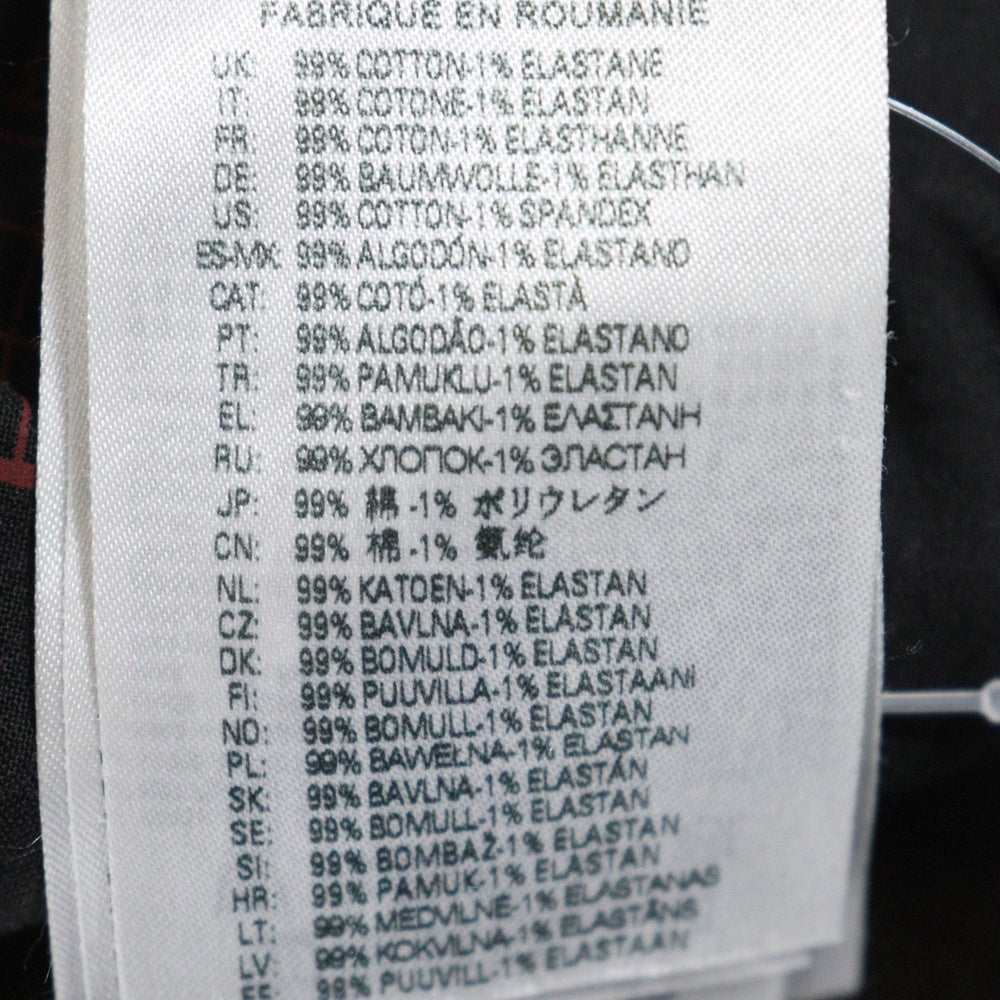 FABRIQUE EN ROUMANIE
UK: 99% COTTON-1% ELASTANE
IT: 99% COTONE-1% ELASTAN
FR: 99% COTON-1% ELASTHANNE
DE: 99% BAUMWOLLE-1% ELASTHAN
US: 99% COTTON-1% SPANDEX
ES-MX: 99% ALGODÓN-1% ELASTANO
CAT: 99% COTÓ-1% ELASTÀ
PT: 99% ALGODÃO-1% ELASTANO
TR: 99% PAMUKLU-1% ELASTAN
EL: 99% ΒΑΜΒΑΚΙ-1% ΕΛΑΣΤΑΝΗ
RU: 99% ХЛОПОК-1% ЭЛАСТАН
JP: 99% 綿 -1% ポリウレタン
CN: 99% 棉 -1% 氨纶
NL: 99% KATOEN-1% ELASTAN
CZ: 99% BAVLNA-1% ELASTAN
DK: 99% BOMULD-1% ELASTAN
FI: 99% PUUVILLA-1% ELASTAANI
NO: 99% BOMULL-1% ELASTAN
PL: 99% BAWEŁNA-1% ELASTAN
SK: 99% BAVLNA-1% ELASTÁN
SE: 99% BOMULL-1% ELASTAN
SI: 99% BOMBAŽ-1% ELASTAN
HR: 99% PAMUK-1% ELASTAN
LT: 99% MEDVILNE-1% ELASTANAS
LV: 99% KOKVILNA-1% ELASTĀNS
EE: 99% PUUVILL-1% ELASTAAN